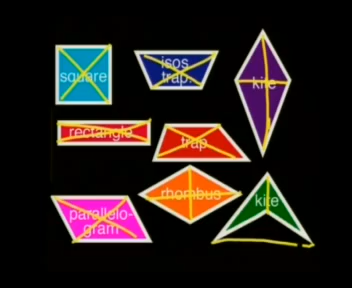 square
isos
trap.
kite
rectangle
trap
rhombus
parallelo-
gram
kite